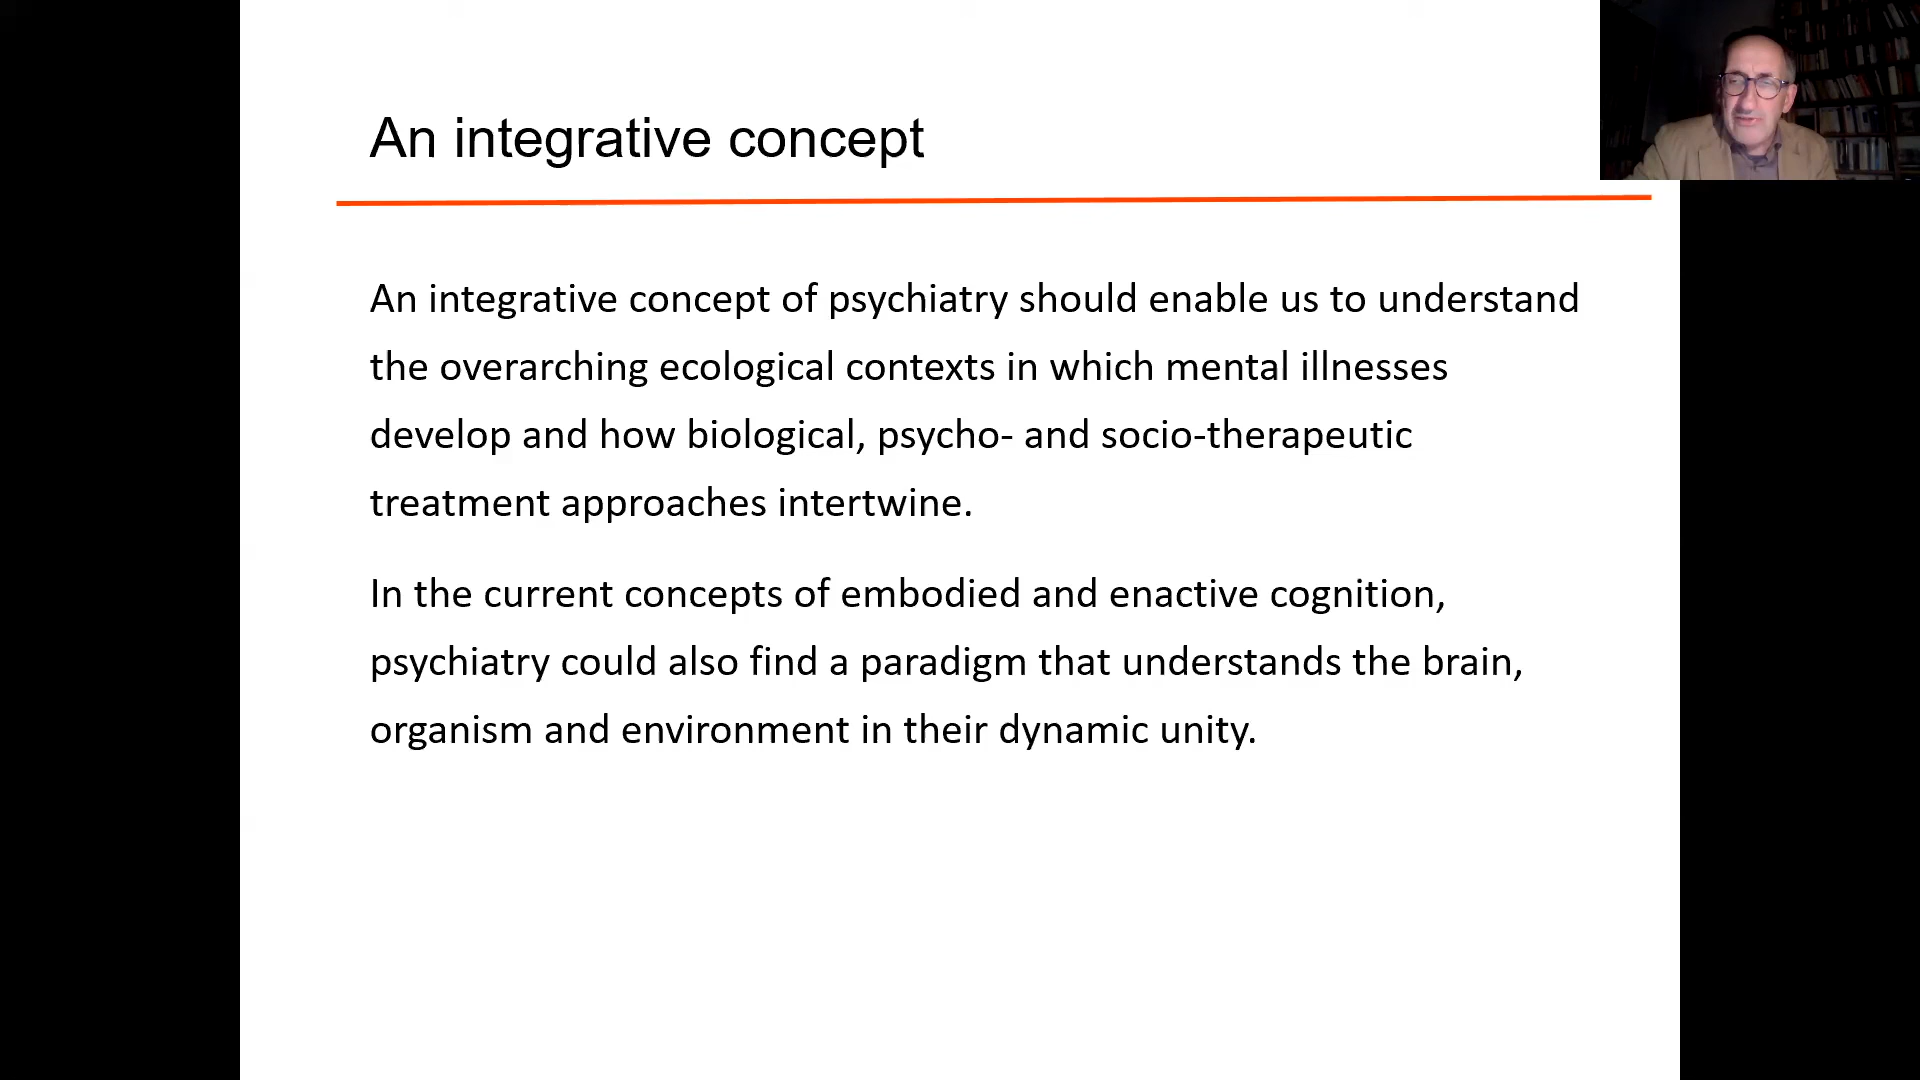 An integrative concept
An integrative concept of psychiatry should enable us to understand
the overarching ecological contexts in which mental illnesses
develop and how biological, psycho- and socio-therapeutic
treatment approaches intertwine.
In the current concepts of embodied and enactive cognition,
psychiatry could also find a paradigm that understands the brain,
organism and environment in their dynamic unity.